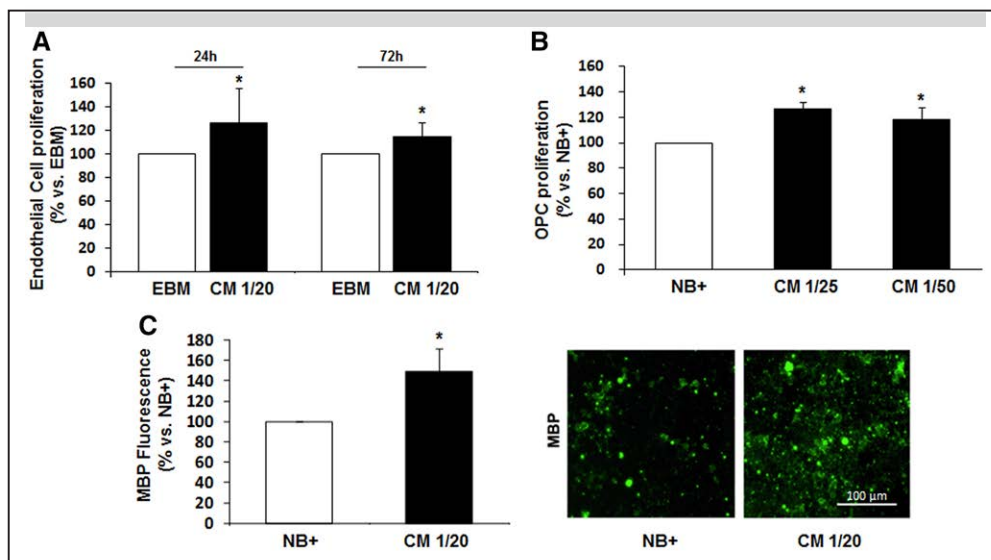 A
24h
72h
Endothelial Cell proliferation
(% vs. EBM)
160
140
120
100
80
60
40
20
0
*
*
EBM
CM 1/20
EBM
CM 1/20
B
OPC proliferation
(% vs. NB+)
160
140
120
100
80
60
40
20
0
*
*
NB+
CM 1/25
CM 1/50
C
MBP Fluorescence
(% vs. NB+)
180
160
140
120
100
80
60
40
20
0
*
NB+
CM 1/20
MBP
100 µm
NB+
CM 1/20